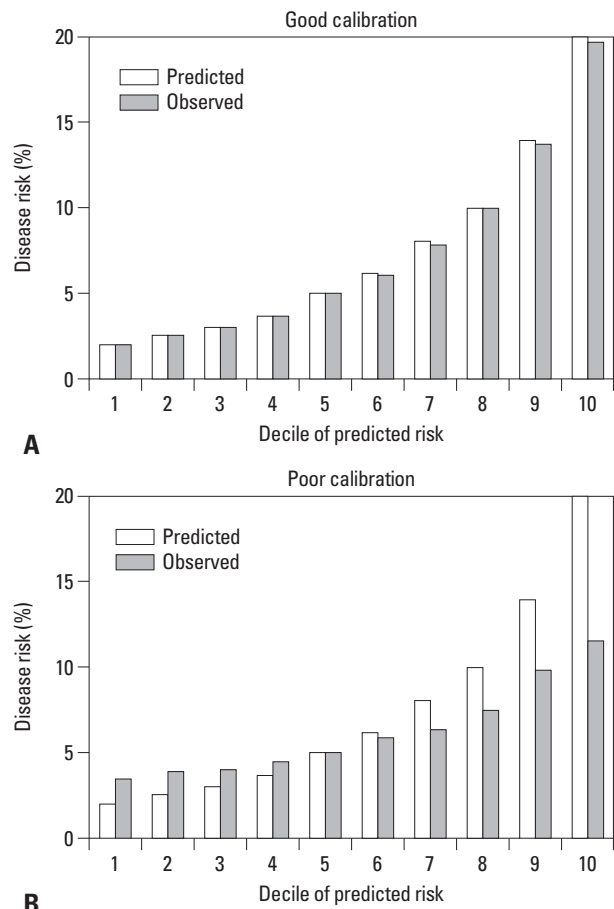 Good calibration
20
15
10
5
0
Disease risk (%)
Predicted
Observed
1 2 3 4 5 6 7 8 9 10
Decile of predicted risk
A
Poor calibration
20
15
10
5
0
Disease risk (%)
Predicted
Observed
1 2 3 4 5 6 7 8 9 10
Decile of predicted risk
B